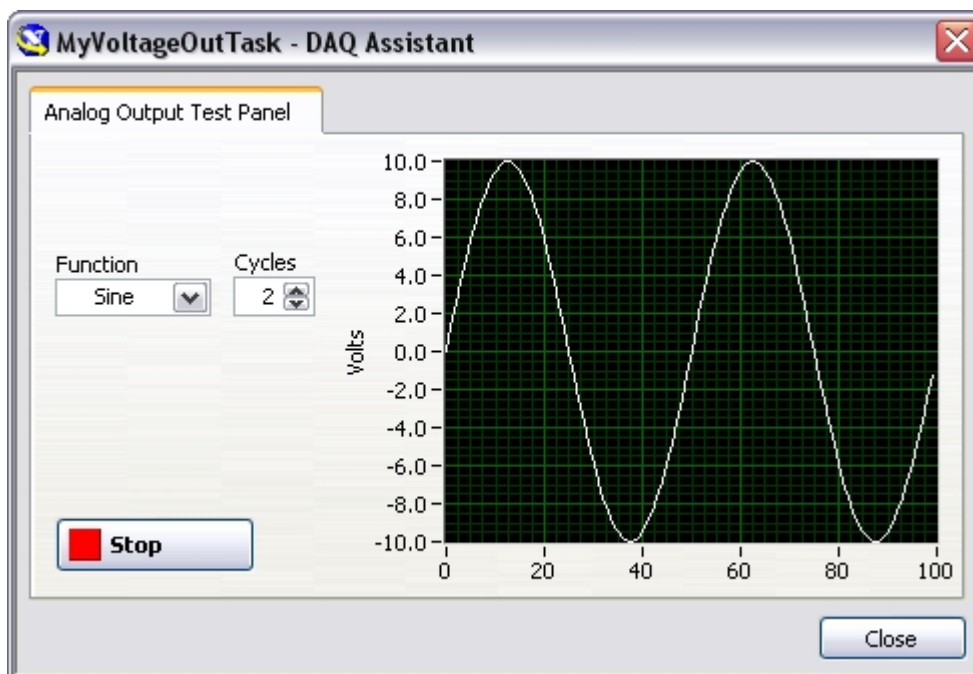 MyVoltageOutTask - DAQ Assistant
Analog Output Test Panel
Function
Sine
Cycles
2
Stop
Volts
10.0
8.0
6.0
4.0
2.0
0.0
-2.0
-4.0
-6.0
-8.0
-10.0
0 20 40 60 80 100
Close